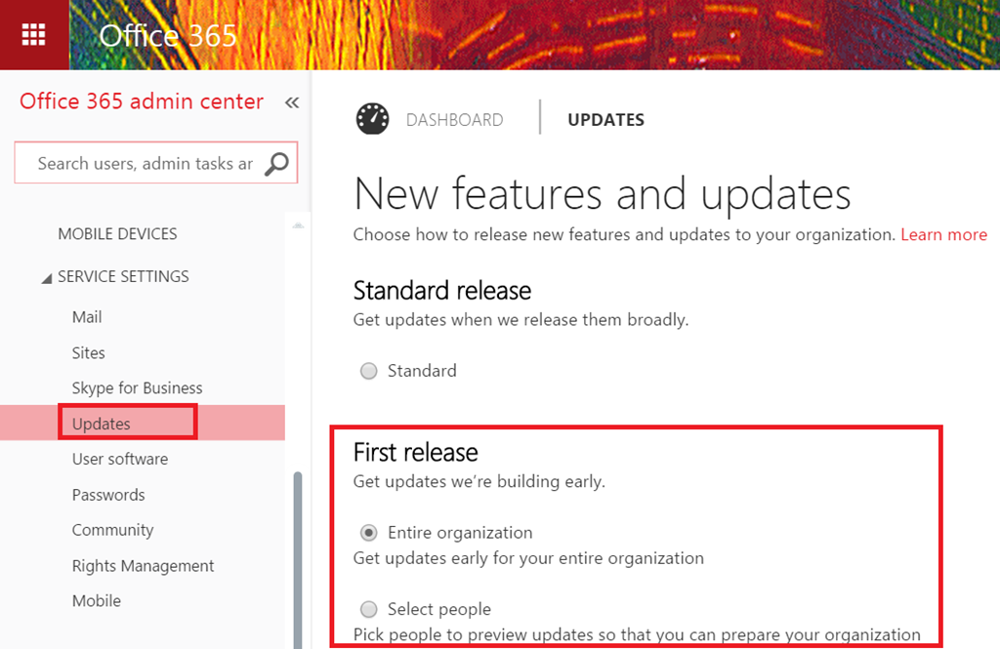 Office 365
Office 365 admin center «
Search users, admin tasks ar
MOBILE DEVICES
SERVICE SETTINGS
Mail
Sites
Skype for Business
Updates
User software
Passwords
Community
Rights Management
Mobile
DASHBOARD
UPDATES
New features and updates
Choose how to release new features and updates to your organization. Learn more
Standard release
Get updates when we release them broadly.
Standard
First release
Get updates we're building early.
Entire organization
Get updates early for your entire organization
Select people
Pick people to preview updates so that you can prepare your organization